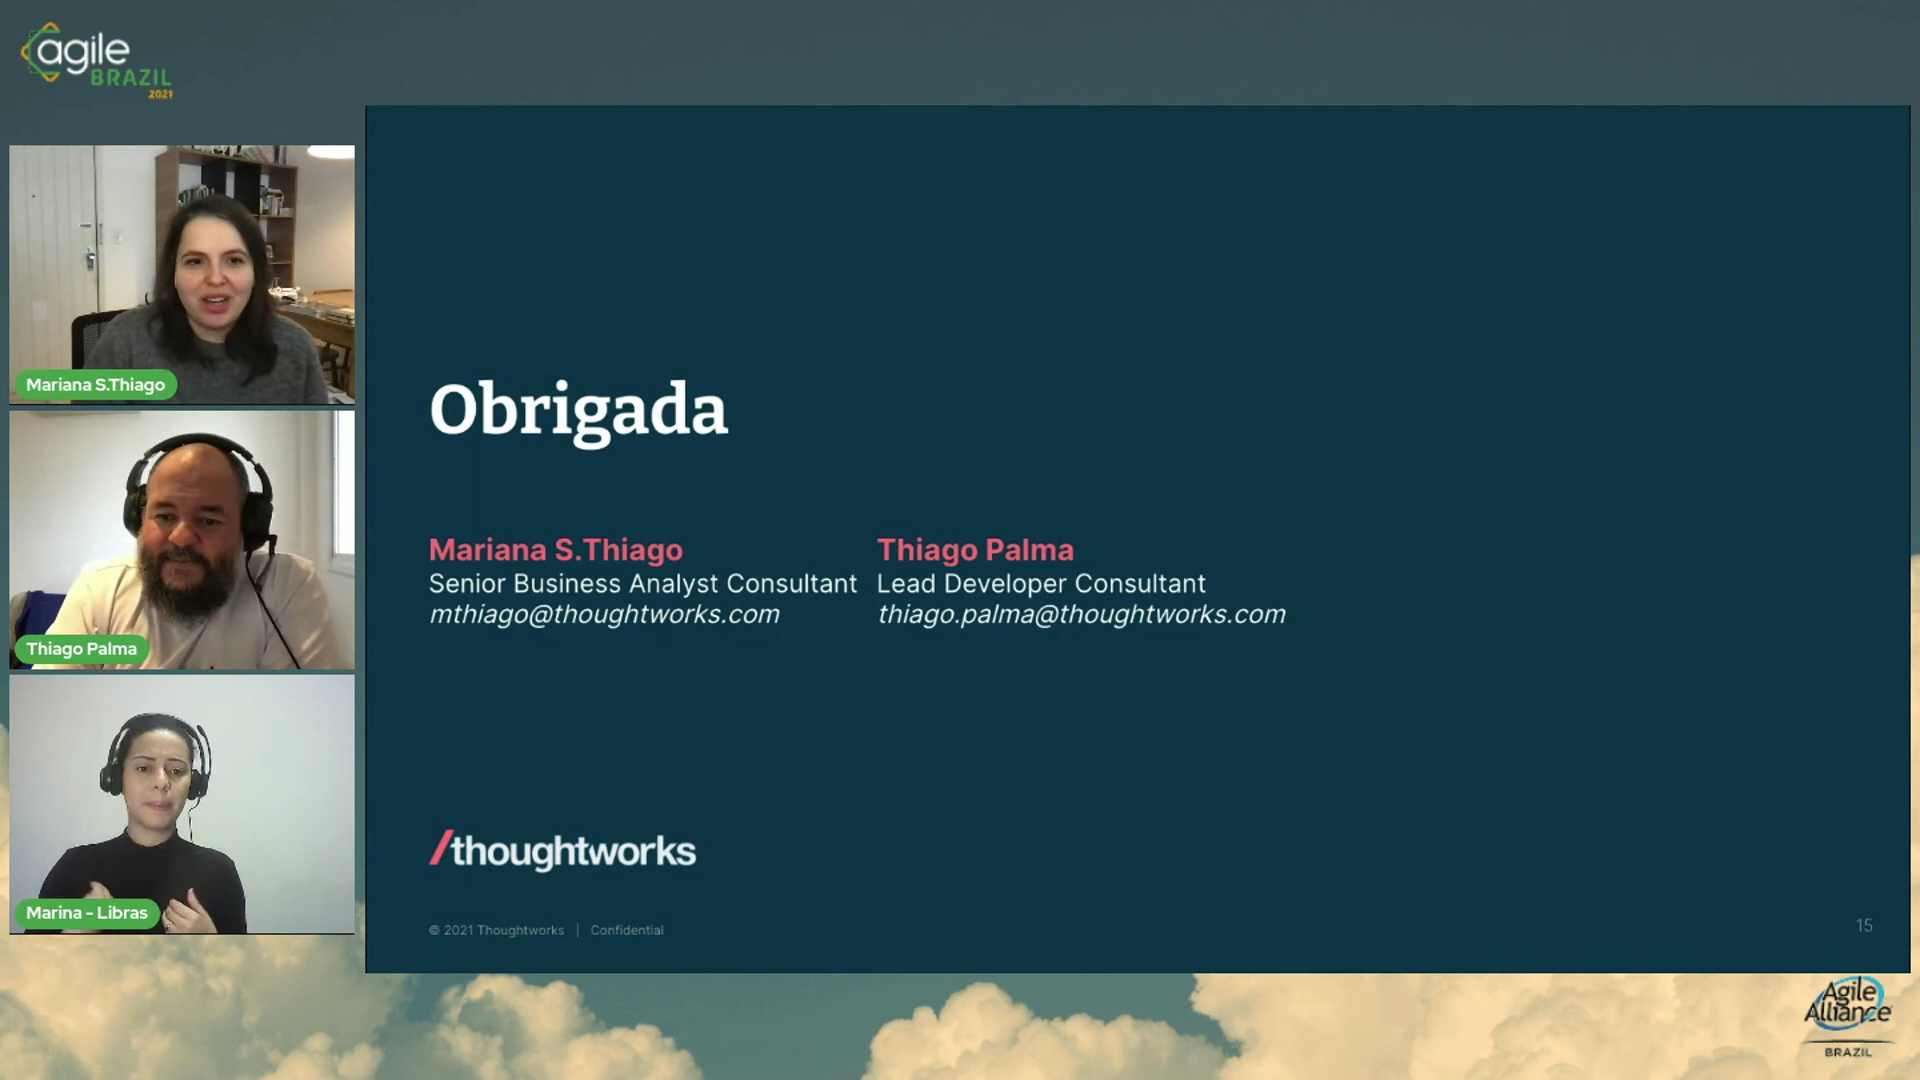 agile
BRAZIL
2021
Mariana S.Thiago
Thiago Palma
Marina - Libras
Obrigada
Mariana S.Thiago
Senior Business Analyst Consultant
mthiago@thoughtworks.com
Thiago Palma
Lead Developer Consultant
thiago.palma@thoughtworks.com
/thoughtworks
© 2021 Thoughtworks | Confidential
15
Agile
Alliance
BRAZIL